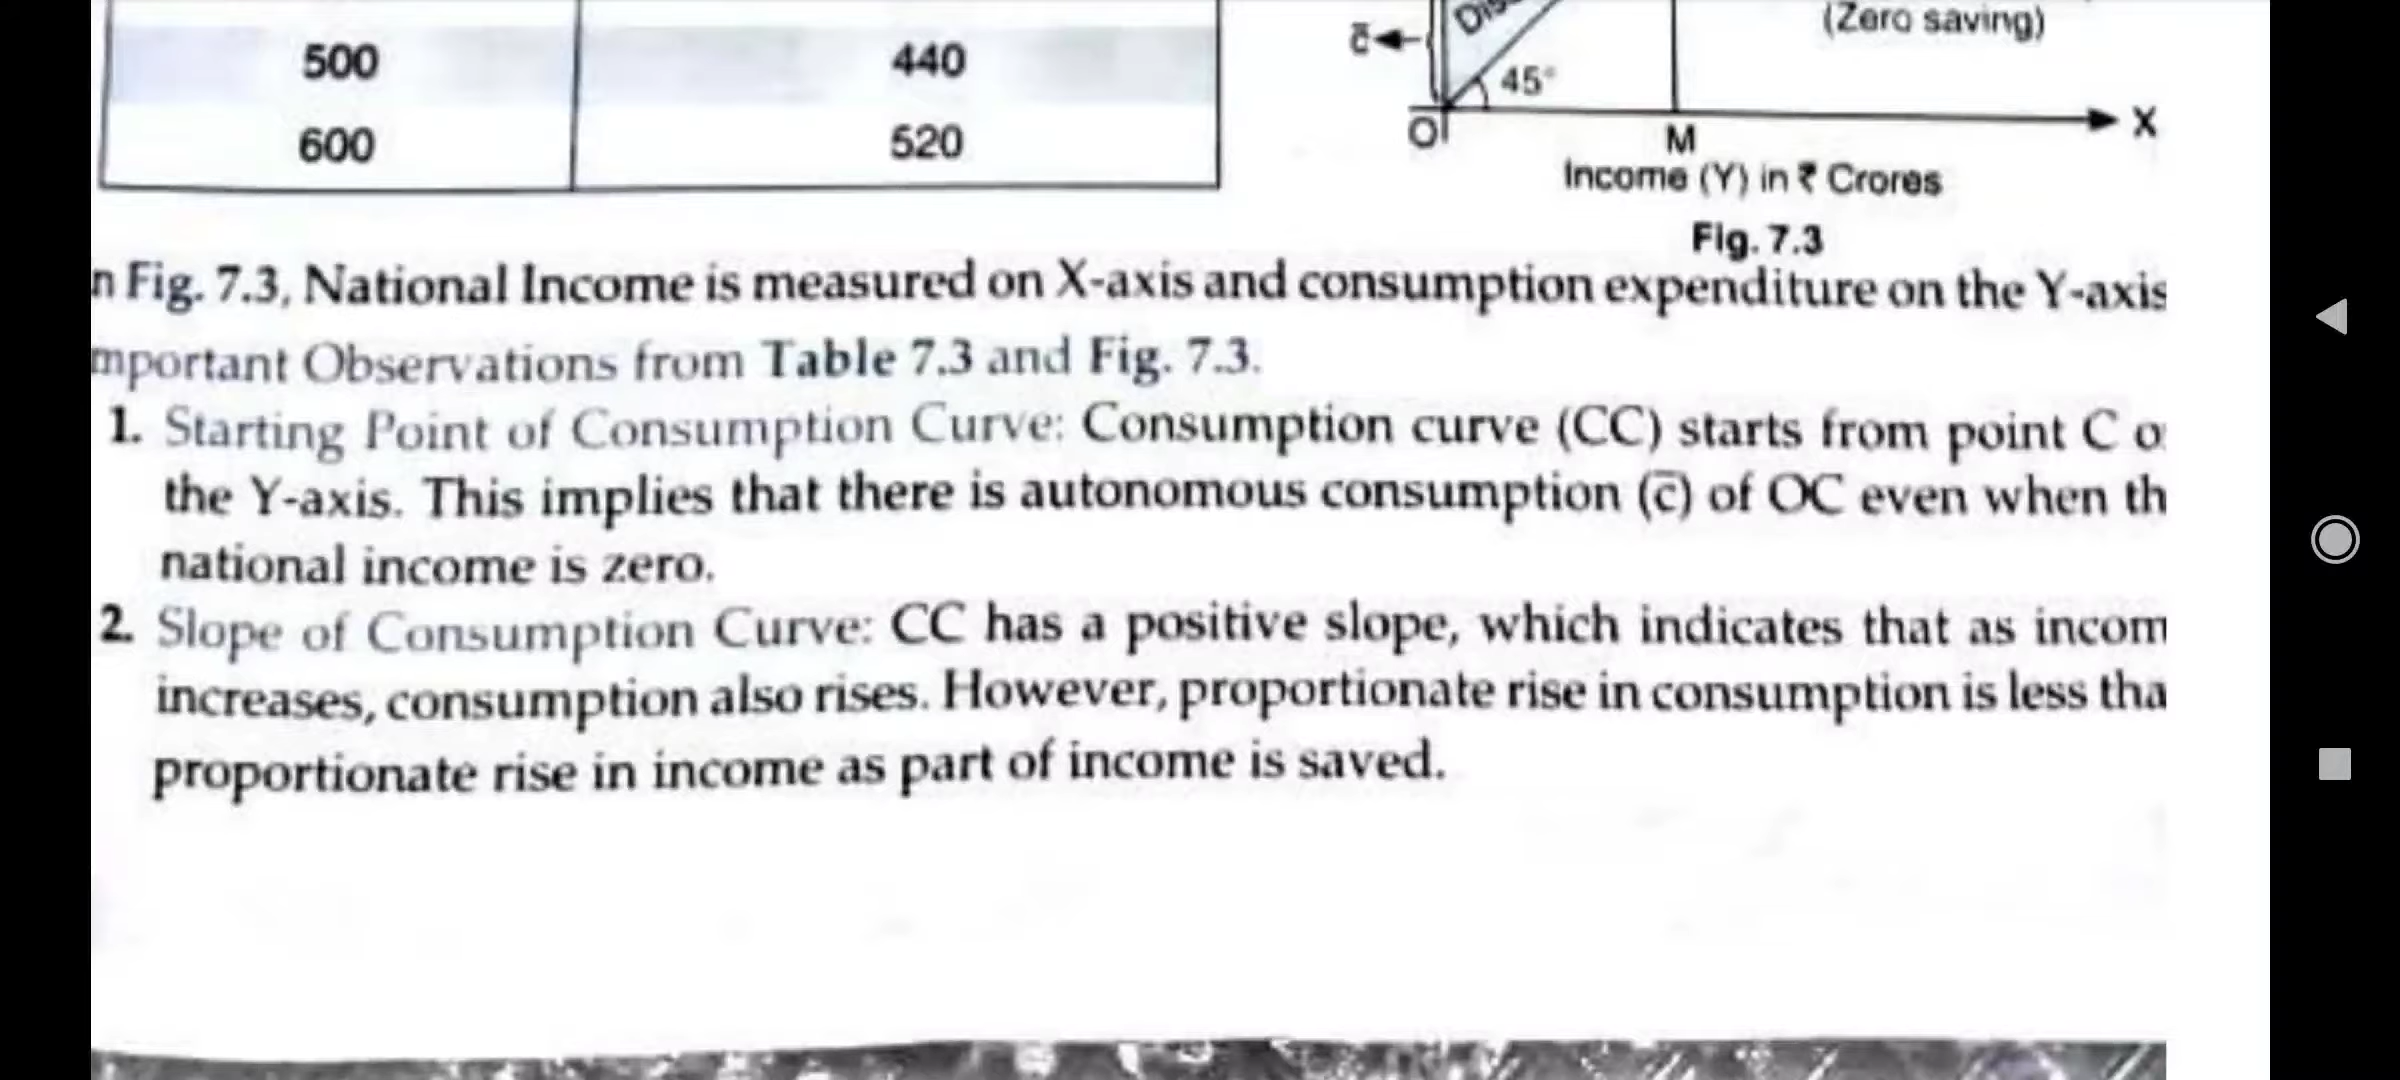 500 440
600 520
c̄
45°
(Zero saving)
O
M
X
Income (Y) in ₹ Crores
Fig. 7.3
n Fig. 7.3, National Income is measured on X-axis and consumption expenditure on the Y-axis
mportant Observations from Table 7.3 and Fig. 7.3.
1. Starting Point of Consumption Curve: Consumption curve (CC) starts from point C o
the Y-axis. This implies that there is autonomous consumption (c̄) of OC even when th
national income is zero.
2. Slope of Consumption Curve: CC has a positive slope, which indicates that as incom
increases, consumption also rises. However, proportionate rise in consumption is less tha
proportionate rise in income as part of income is saved.